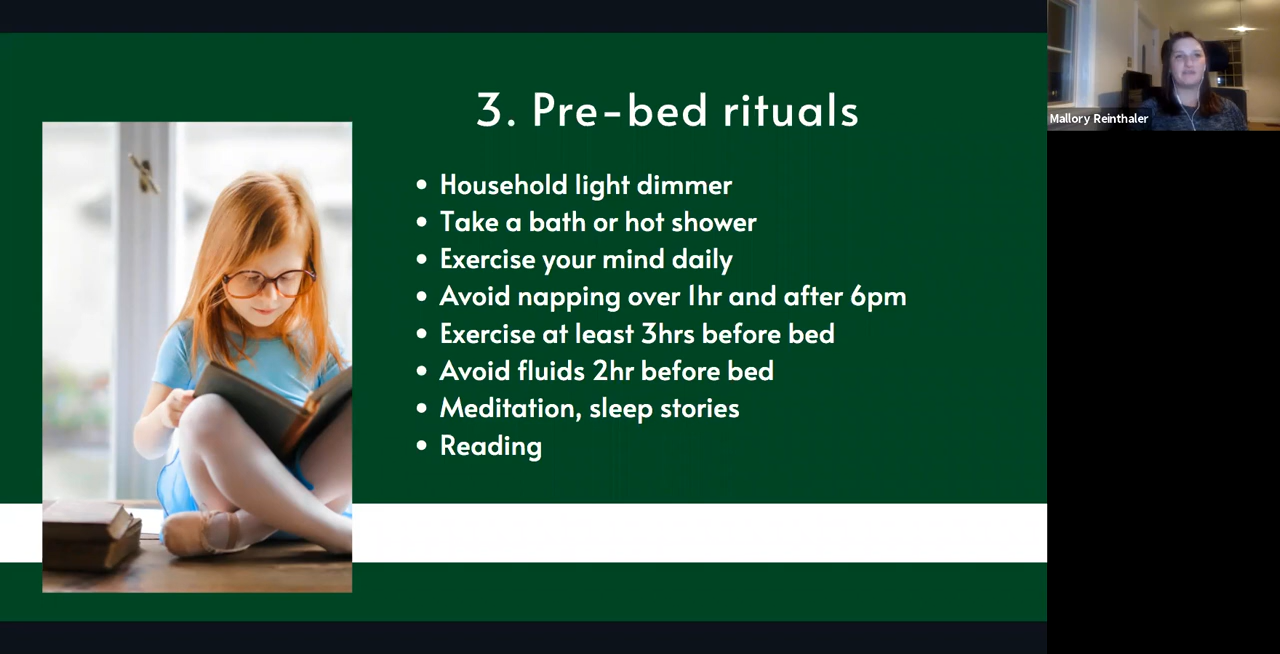 3. Pre-bed rituals
Household light dimmer
Take a bath or hot shower
Exercise your mind daily
Avoid napping over 1hr and after 6pm
Exercise at least 3hrs before bed
Avoid fluids 2hr before bed
Meditation, sleep stories
Reading
Mallory Reinthaler